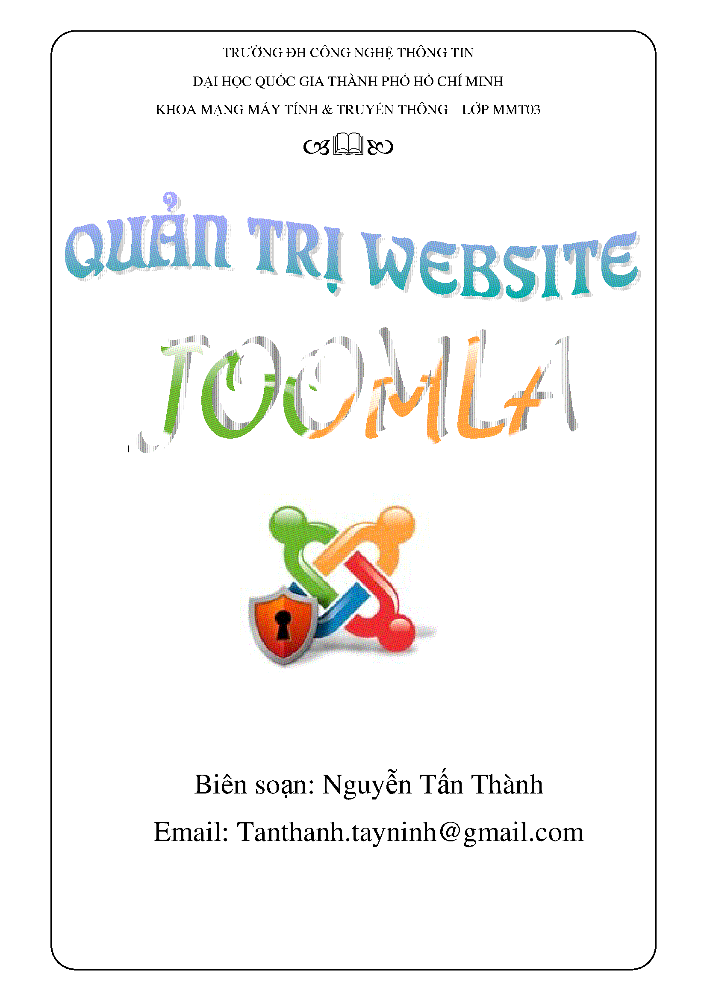 TRƯỜNG ĐH CÔNG NGHỆ THÔNG TIN
ĐẠI HỌC QUỐC GIA THÀNH PHỐ HỒ CHÍ MINH
KHOA MẠNG MÁY TÍNH & TRUYỀN THÔNG – LỚP MMT03
QUẢN TRỊ WEBSITE
JOOMLA
Biên soạn: Nguyễn Tấn Thành
Email: Tanthanh.tayninh@gmail.com